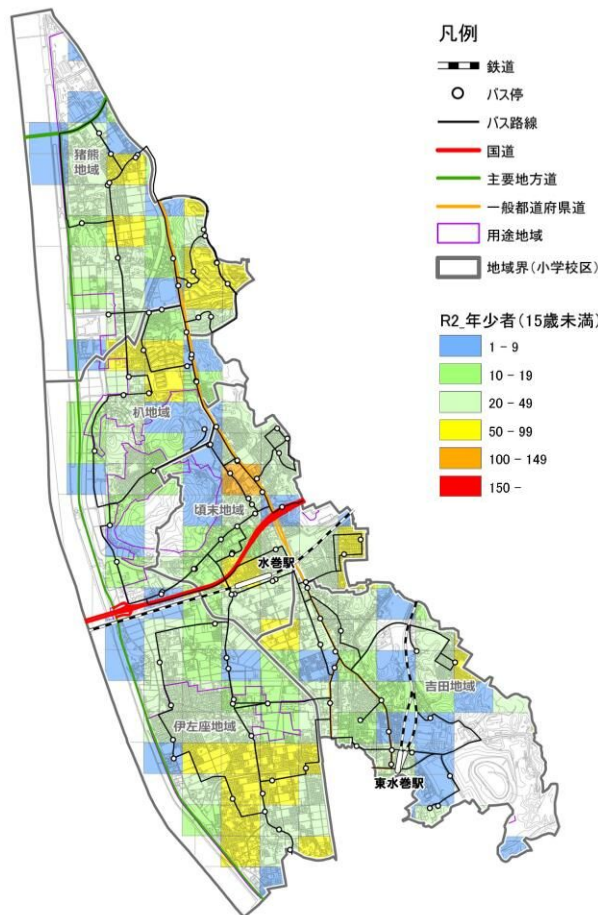 凡例
鉄道
バス停
バス路線
国道
主要地方道
一般都道府県道
用途地域
地域界(小学校区)
R2_年少者(15歳未満)
1 - 9
10 - 19
20 - 49
50 - 99
100 - 149
150 -
猪熊
地域
机地域
頃末地域
水巻駅
吉田地域
伊左座地域
東水巻駅